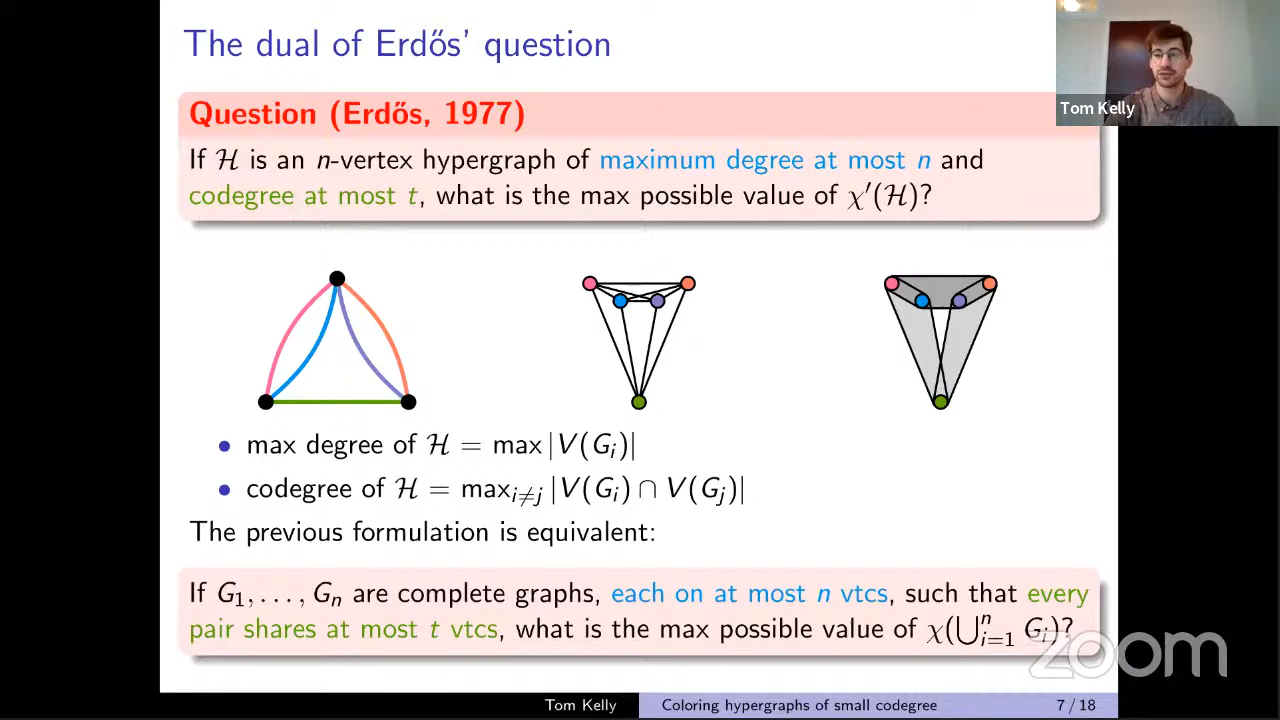 The dual of Erdős' question
Tom Kelly
Question (Erdős, 1977)
If ℋ is an n-vertex hypergraph of maximum degree at most n and
codegree at most t, what is the max possible value of χ′(ℋ)?
• max degree of ℋ = max |V(Gᵢ)|
• codegree of ℋ = maxᵢ≠ⱼ |V(Gᵢ) ∩ V(Gⱼ)|
The previous formulation is equivalent:
If G₁, . . . , Gₙ are complete graphs, each on at most n vtcs, such that every
pair shares at most t vtcs, what is the max possible value of χ(⋃ⁿᵢ₌₁ Gᵢ)?
zoom
Tom Kelly Coloring hypergraphs of small codegree 7 / 18